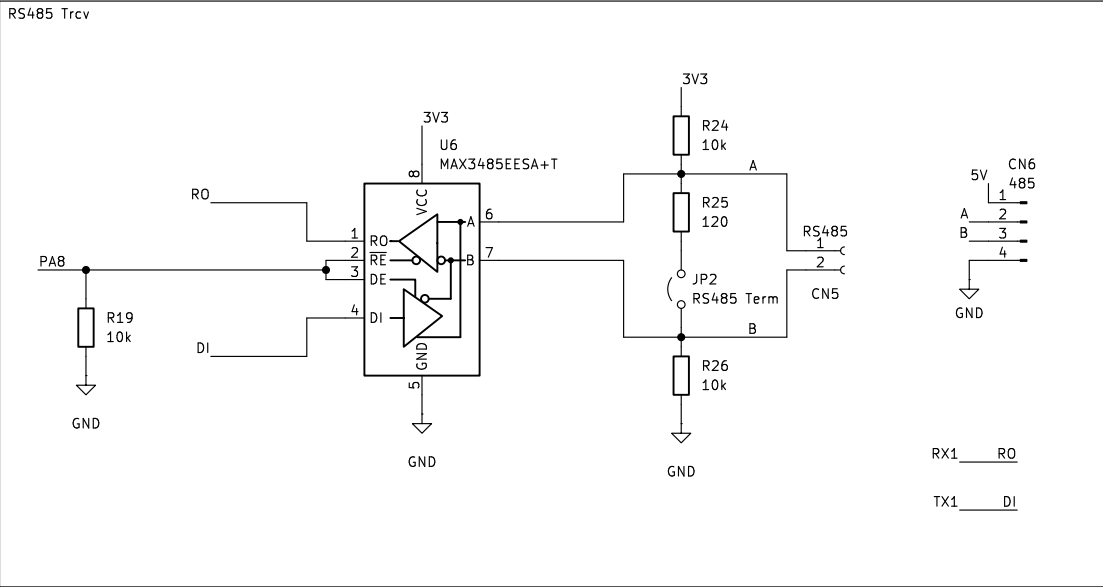 RS485 Trcv
3V3
R24
10k
A
3V3
U6
MAX3485EESA+T
8
VCC
RO
1
RO
2
RE
3
DE
4
DI
A
6
B
7
GND
5
GND
PA8
R19
10k
GND
DI
R25
120
JP2
RS485 Term
B
R26
10k
GND
RS485
1
2
CN5
CN6
485
5V
1
A
2
B
3
4
GND
RX1
RO
TX1
DI